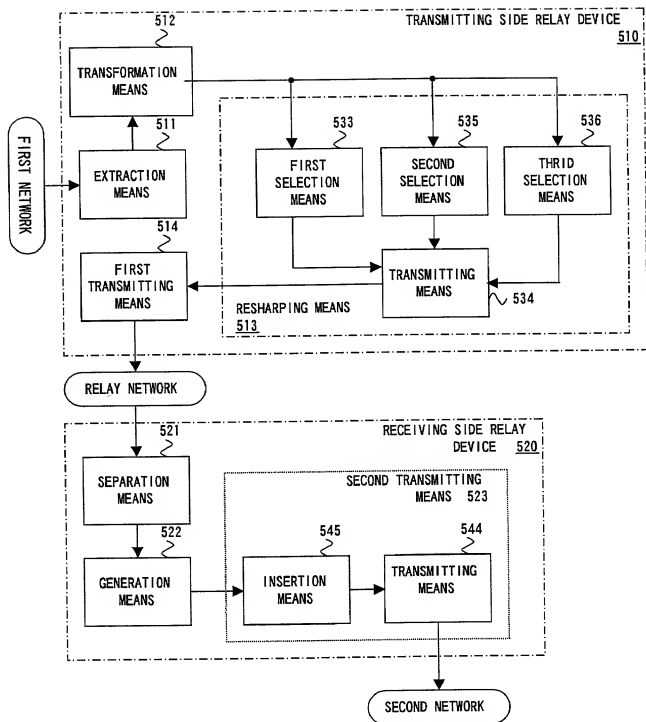 TRANSMITTING SIDE RELAY DEVICE
510
512
TRANSFORMATION
MEANS
511
EXTRACTION
MEANS
FIRST NETWORK
533
FIRST
SELECTION
MEANS
535
SECOND
SELECTION
MEANS
536
THRID
SELECTION
MEANS
514
FIRST
TRANSMITTING
MEANS
TRANSMITTING
MEANS
534
RESHARPING MEANS
513
RELAY NETWORK
RECEIVING SIDE RELAY
DEVICE 520
521
SEPARATION
MEANS
SECOND TRANSMITTING
MEANS 523
522
GENERATION
MEANS
545
INSERTION
MEANS
544
TRANSMITTING
MEANS
SECOND NETWORK